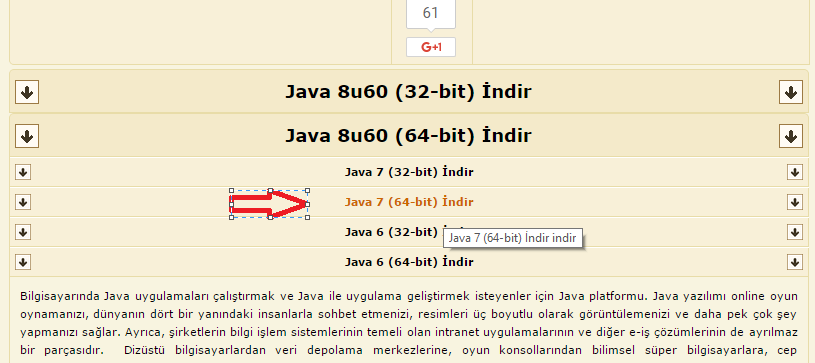 61
G+1
Java 8u60 (32-bit) İndir
Java 8u60 (64-bit) İndir
Java 7 (32-bit) İndir
Java 7 (64-bit) İndir
Java 6 (32-bit) İndir
Java 7 (64-bit) İndir indir
Java 6 (64-bit) İndir
Bilgisayarında Java uygulamaları çalıştırmak ve Java ile uygulama geliştirmek isteyenler için Java platformu. Java yazılımı online oyun
oynamanızı, dünyanın dört bir yanındaki insanlarla sohbet etmenizi, resimleri üç boyutlu olarak görüntülemenizi ve daha pek çok şey
yapmanızı sağlar. Ayrıca, şirketlerin bilgi işlem sistemlerinin temeli olan intranet uygulamalarının ve diğer e-iş çözümlerinin de ayrılmaz
bir parçasıdır. Dizüstü bilgisayarlardan veri depolama merkezlerine, oyun konsollarından bilimsel süper bilgisayarlara, cep